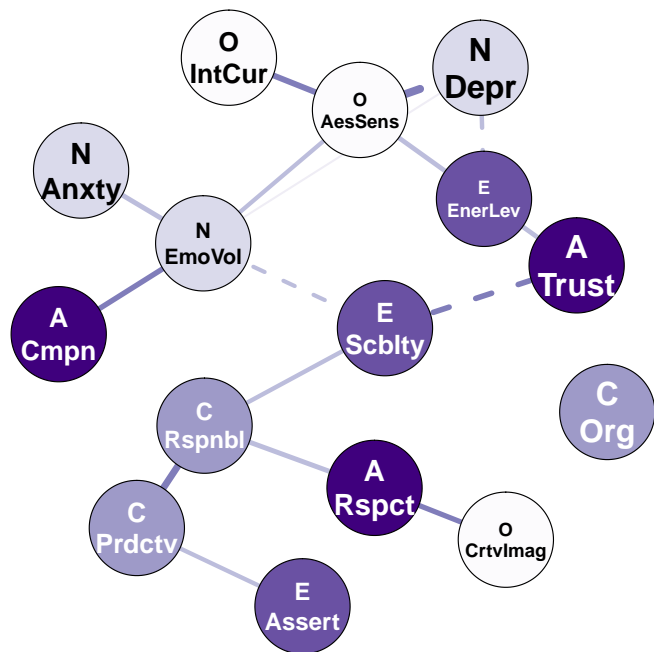 O
IntCur
N
Depr
O
AesSens
N
Anxty
E
EnerLev
N
EmoVol
A
Trust
A
Cmpn
E
Scblty
C
Org
C
Rspnbl
A
Rspct
C
Prdctv
O
CrtvImag
E
Assert